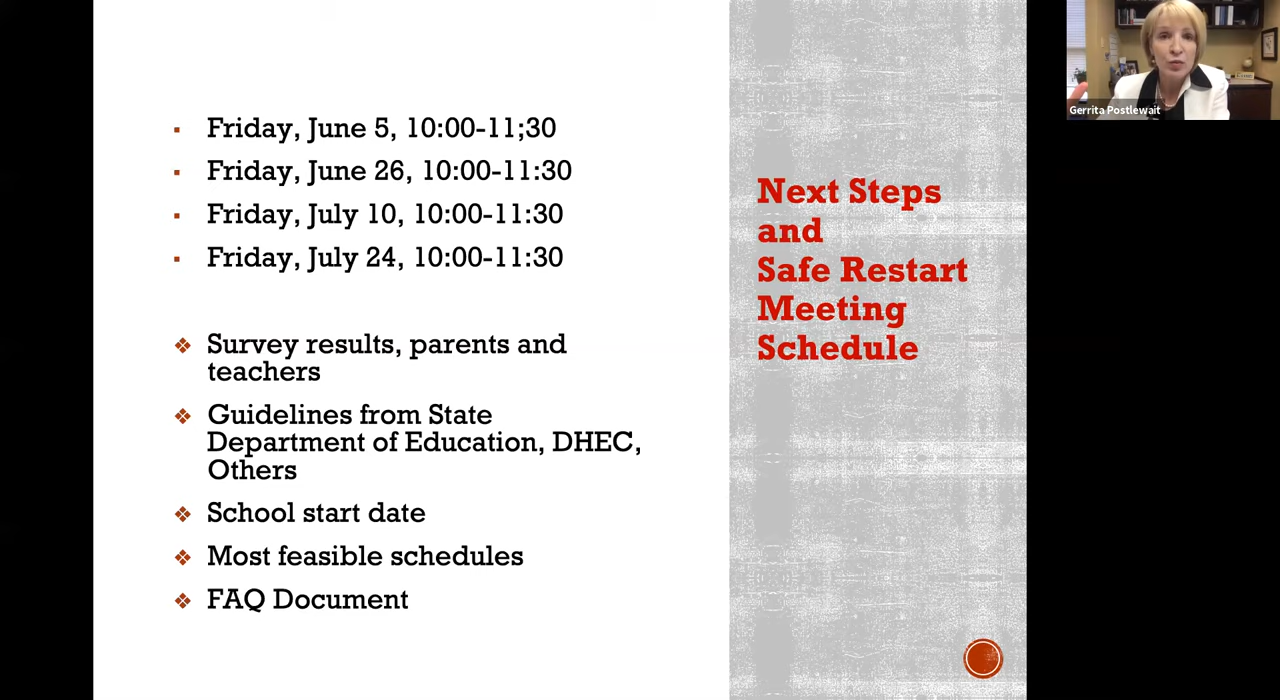 Friday, June 5, 10:00-11;30
Friday, June 26, 10:00-11:30
Friday, July 10, 10:00-11:30
Friday, July 24, 10:00-11:30
Survey results, parents and
teachers
Guidelines from State
Department of Education, DHEC,
Others
School start date
Most feasible schedules
FAQ Document
Next Steps
and
Safe Restart
Meeting
Schedule
Gerrita Postlewait